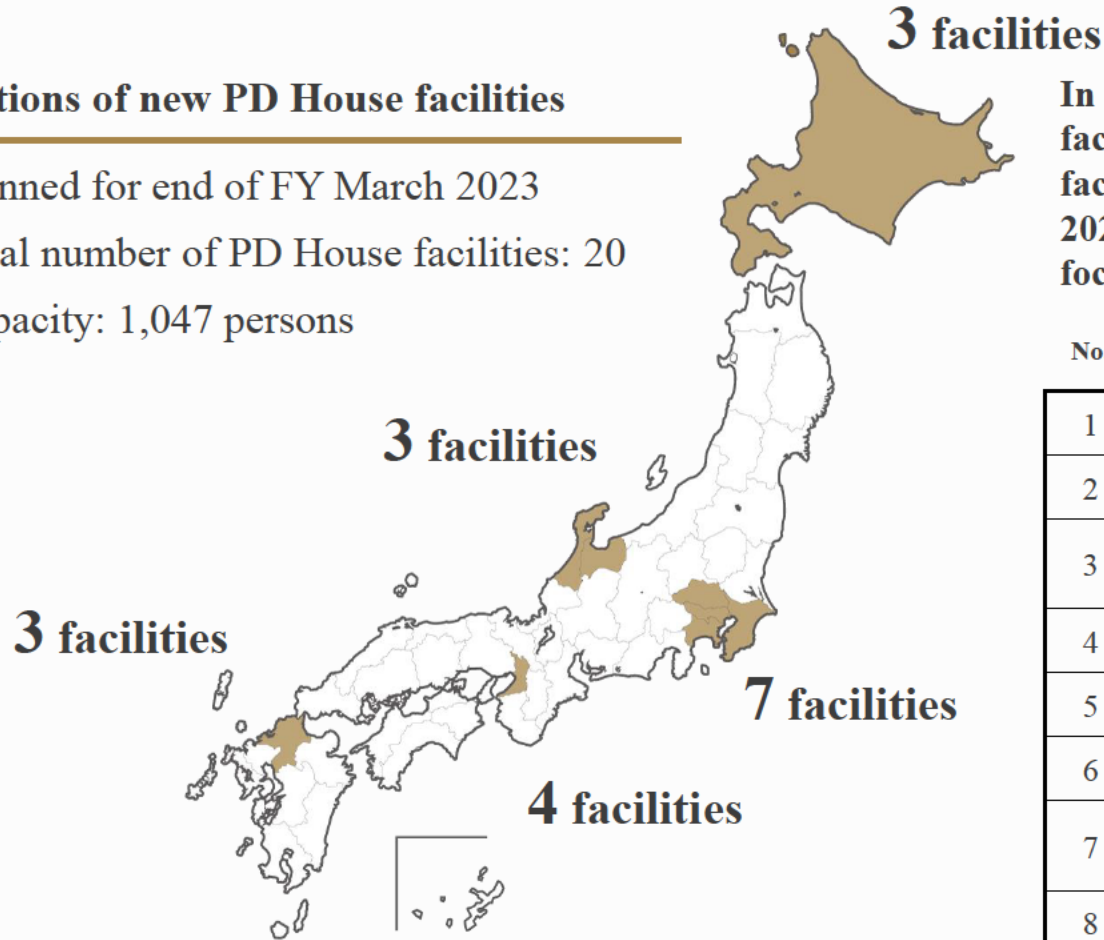 3 facilities
tions of new PD House facilities
nned for end of FY March 2023
al number of PD House facilities: 20
pacity: 1,047 persons
In
fac
fac
202
foc
No
3 facilities
3 facilities
7 facilities
4 facilities
1
2
3
4
5
6
7
8